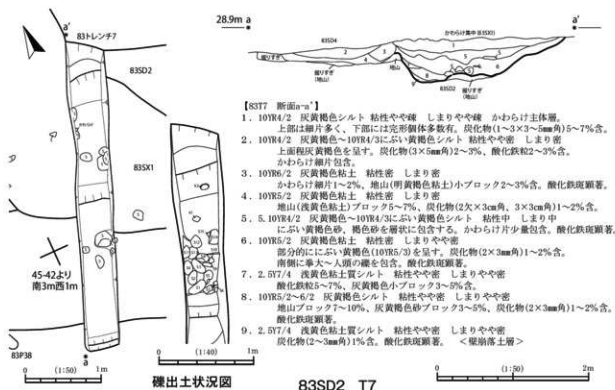 a'
83トレンチ7
83SD2
83SX1
45-42より
南3m西1m
83P38
a
0 (1:50) 1m
0 (1:40) 1m
礫出土状況図
28.9m a
a'
83SD4
かわらけ集中(83SX1)
掘りすぎ
地山
掘りすぎ
(地山)
83SD2
掘りすぎ
(地山)
【83T7 断面a-a'】
1．10YR4/2 灰黄褐色シルト 粘性やや疎 しまりやや疎 かわらけ主体層。
上部は細片多く、下部には完形個体多数有。炭化物(1～3×3～5mm角)5～7%含。
2．10YR4/2 灰黄褐色～10YR4/3にぶい黄褐色シルト 粘性やや密 しまり密
上面程灰黄褐色を呈す。炭化物(3×5mm角)2～3%、酸化鉄粒2～3%含。
かわらけ細片包含。
3．10YR6/2 灰黄褐色粘土 粘性密 しまり密
かわらけ細片1～2%、地山(明黄褐色粘土)小ブロック2～3%含。酸化鉄斑顕著。
4．10YR5/2 灰黄褐色粘土 粘性密 しまり密
地山(浅黄色粘土)ブロック5～7%、炭化物(2次×3cm角、3×3cm角)1～2%含。
5．5.10YR4/2 灰黄褐色～10YR4/3にぶい黄褐色シルト 粘性中 しまり中
にぶい黄褐色砂、褐色砂を層状に包含する。かわらけ片少量包含。酸化鉄斑顕著。
6．10YR5/2 灰黄褐色粘土 粘性密 しまりやや密
部分的ににぶい黄褐色(10YR5/3)を呈す。炭化物(2×3mm角)1～2%含。
南側に拳大～人頭の礫を包含。酸化鉄斑顕著。
7．2.5Y7/4 浅黄色粘土質シルト 粘性やや密 しまりやや密
酸化鉄粒5～7%、灰黄褐色小ブロック3～5%含。
8．10YR5/2～6/2 灰黄褐色シルト 粘性やや密 しまりやや密
地山ブロック7～10%、灰黄褐色砂ブロック3～5%、炭化物(2×3mm角)1～2%含。
酸化鉄斑顕著。
9．2.5Y7/4 浅黄色粘土質シルト 粘性やや密 しまりやや密
炭化物(2～3mm角)1%含。酸化鉄斑顕著。 ＜壁崩落土層＞
83SD2 T7
0 (1:50) 2m